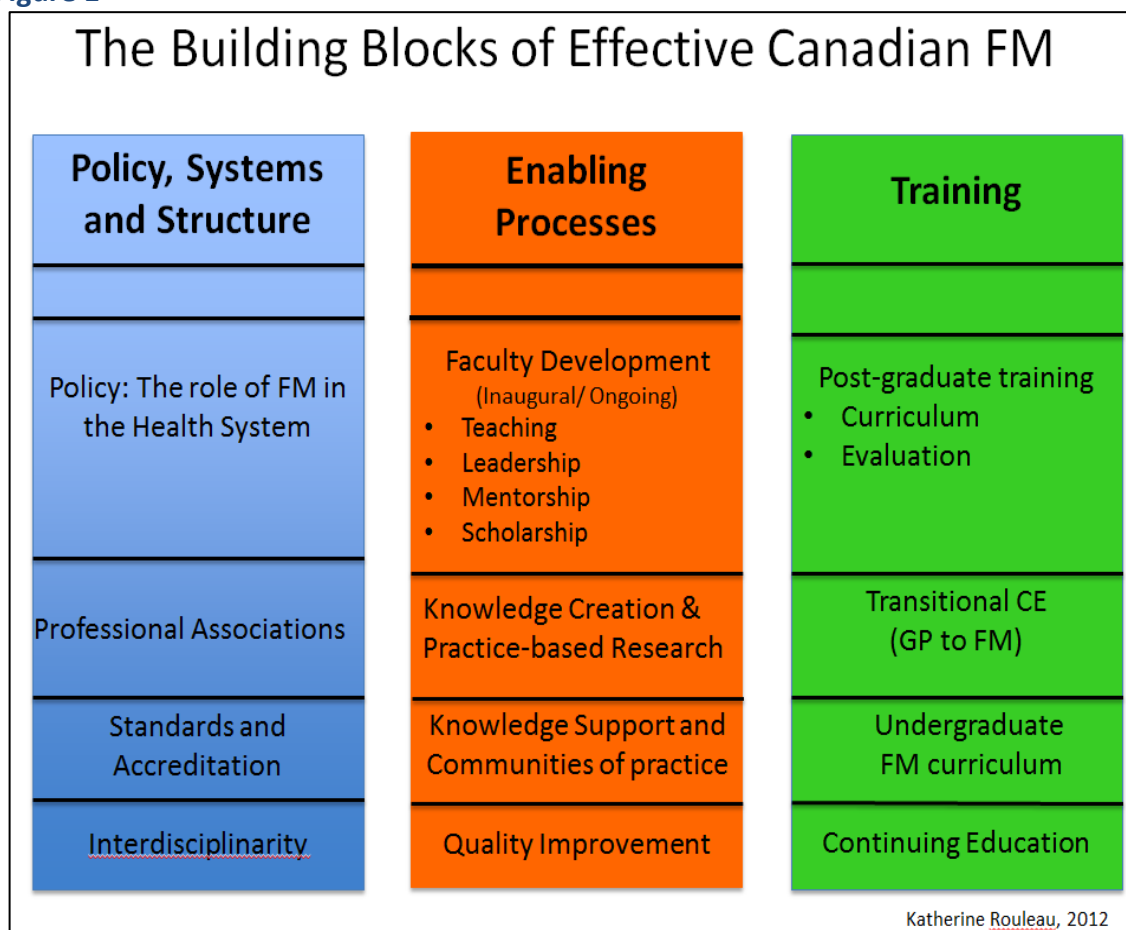 The Building Blocks of Effective Canadian FM
Policy, Systems
and Structure
Policy: The role of FM in
the Health System
Professional Associations
Standards and
Accreditation
Interdisciplinarity
Enabling
Processes
Faculty Development
(Inaugural/ Ongoing)
• Teaching
• Leadership
• Mentorship
• Scholarship
Knowledge Creation &
Practice-based Research
Knowledge Support and
Communities of practice
Quality Improvement
Training
Post-graduate training
• Curriculum
• Evaluation
Transitional CE
(GP to FM)
Undergraduate
FM curriculum
Continuing Education
Katherine Rouleau, 2012